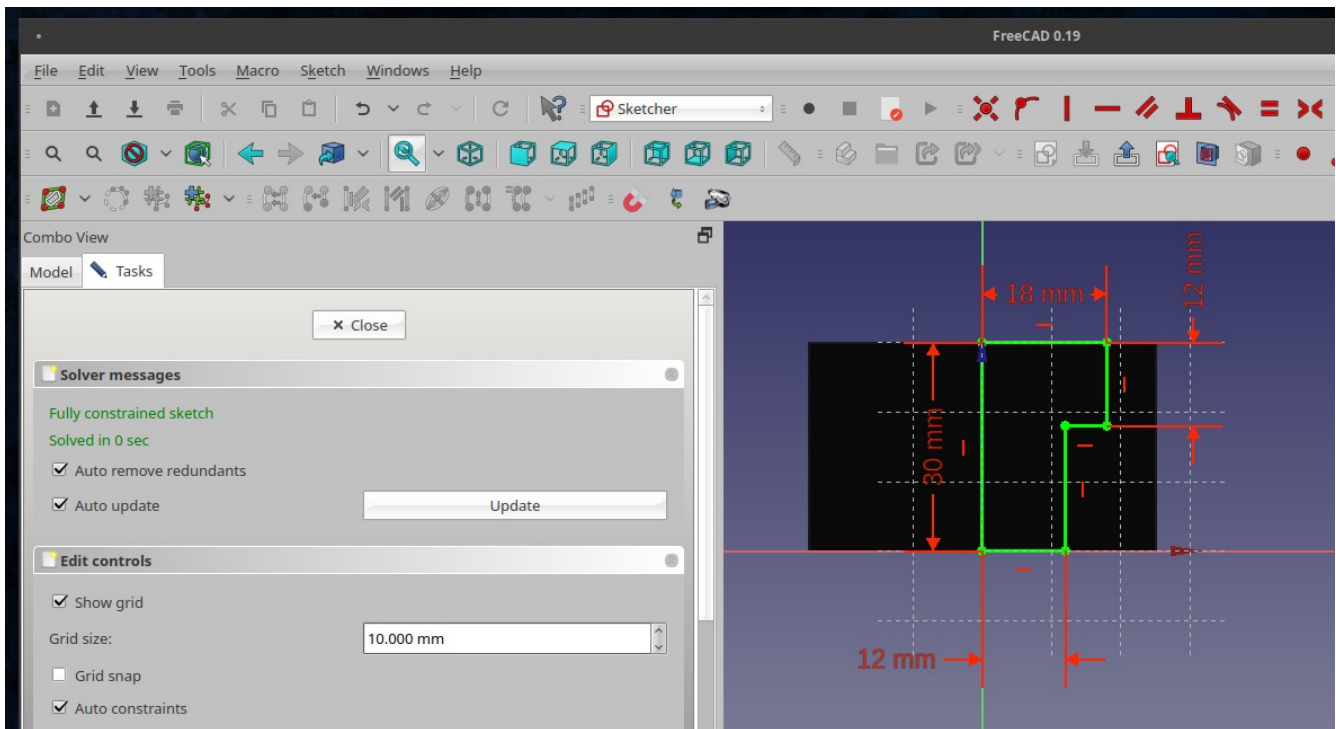 FreeCAD 0.19
File Edit View Tools Macro Sketch Windows Help
Sketcher
Combo View
Model Tasks
Close
Solver messages
Fully constrained sketch
Solved in 0 sec
Auto remove redundants
Auto update Update
Edit controls
Show grid
Grid size: 10.000 mm
Grid snap
Auto constraints
18 mm
12 mm
30 mm
12 mm